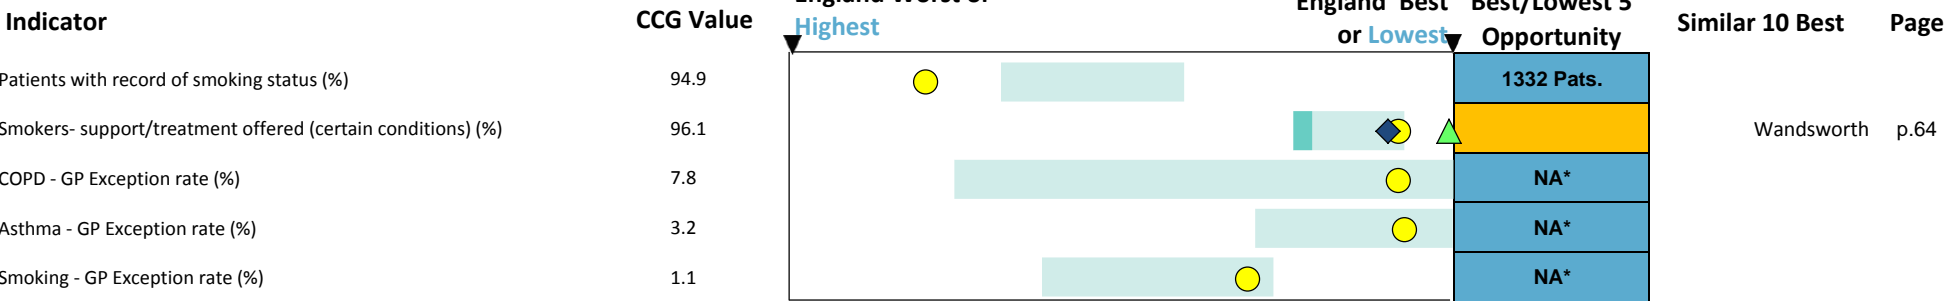 Indicator
CCG Value
England Worst or
Highest
England Best
or Lowest
Best/Lowest 5
Opportunity
Similar 10 Best
Page
Patients with record of smoking status (%)
94.9
1332 Pats.
Smokers- support/treatment offered (certain conditions) (%)
96.1
Wandsworth
p.64
COPD - GP Exception rate (%)
7.8
NA*
Asthma - GP Exception rate (%)
3.2
NA*
Smoking - GP Exception rate (%)
1.1
NA*